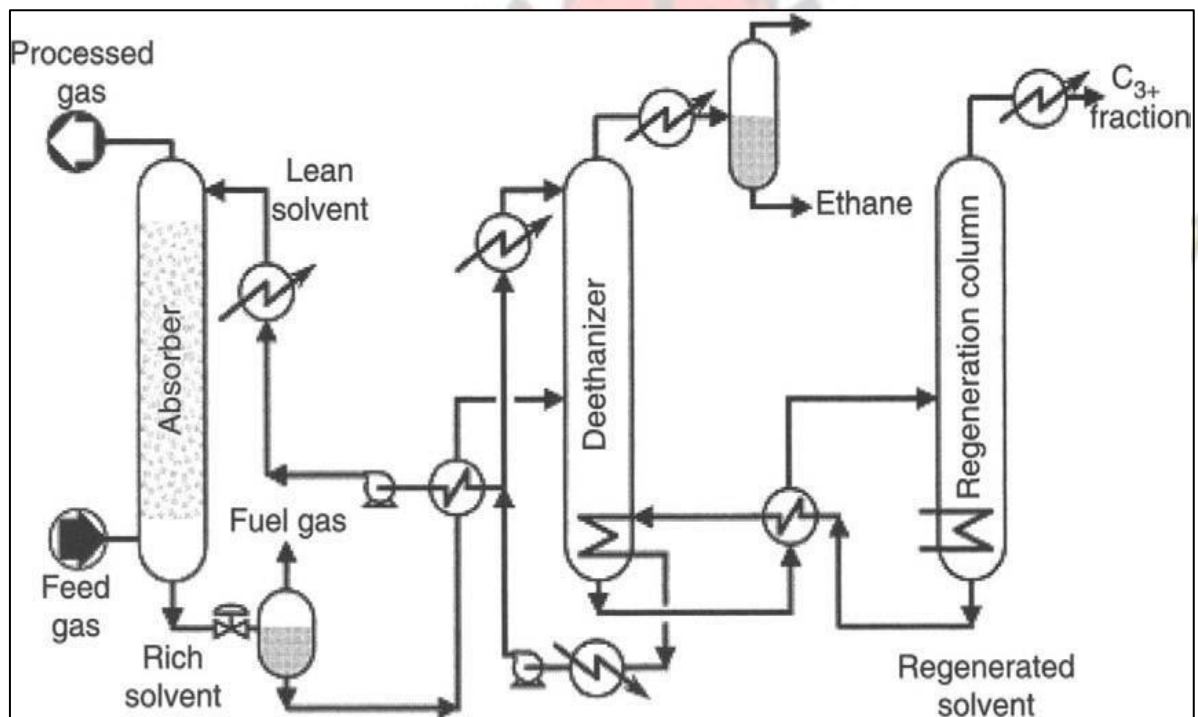 Processed
gas
Lean
solvent
Absorber
Feed
gas
Rich
solvent
Fuel gas
Deethanizer
Ethane
Regeneration column
C₃₊
fraction
Regenerated
solvent